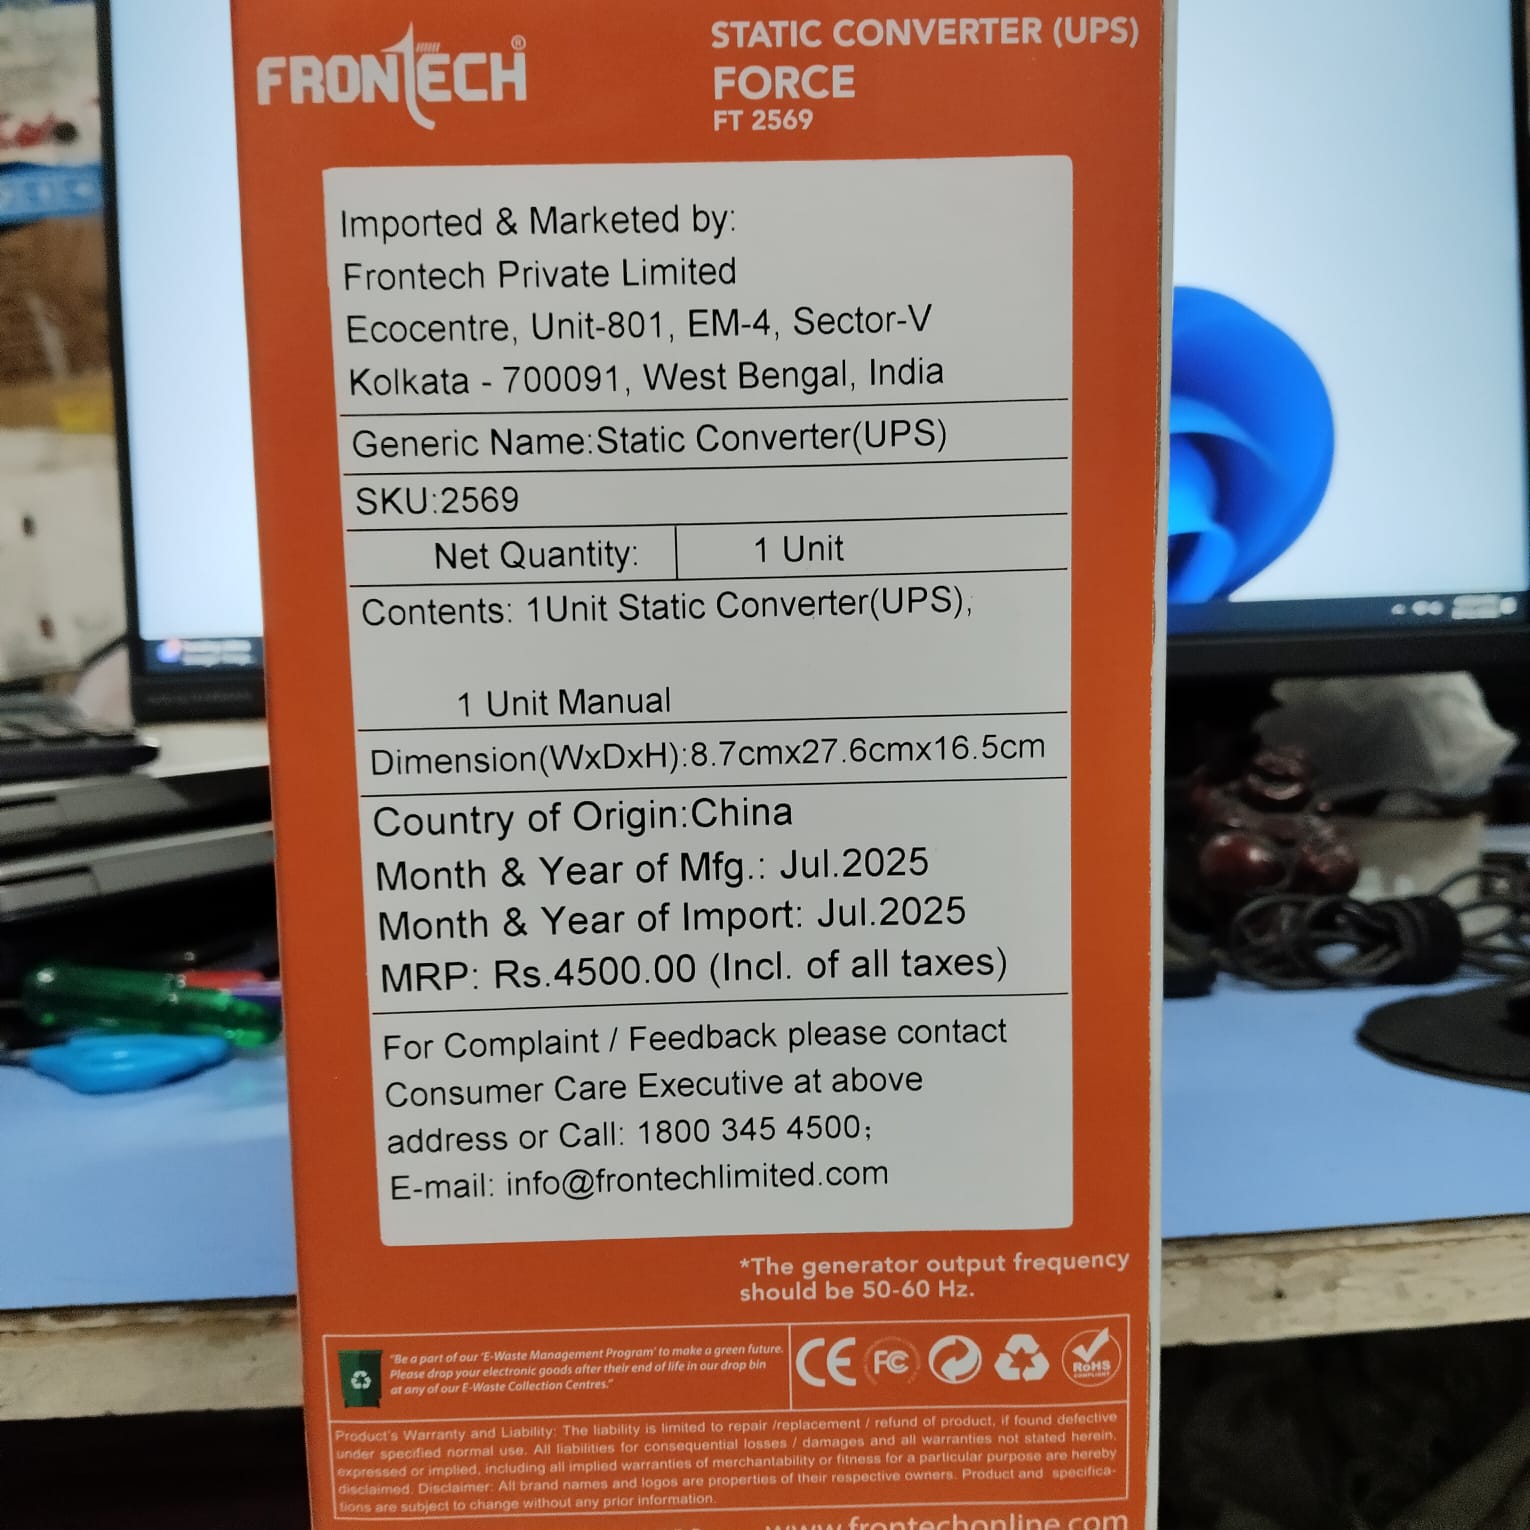 FRONTECH®
STATIC CONVERTER (UPS)
FORCE
FT 2569
Imported & Marketed by:
Frontech Private Limited
Ecocentre, Unit-801, EM-4, Sector-V
Kolkata - 700091, West Bengal, India
Generic Name:Static Converter(UPS)
SKU:2569
Net Quantity: 1 Unit
Contents: 1Unit Static Converter(UPS),
1 Unit Manual
Dimension(WxDxH):8.7cmx27.6cmx16.5cm
Country of Origin:China
Month & Year of Mfg.: Jul.2025
Month & Year of Import: Jul.2025
MRP: Rs.4500.00 (Incl. of all taxes)
For Complaint / Feedback please contact
Consumer Care Executive at above
address or Call: 1800 345 4500;
E-mail: info@frontechlimited.com
*The generator output frequency
should be 50-60 Hz.
"Be a part of our 'E-Waste Management Program' to make a green future.
Please drop your electronic goods after their end of life in our drop bin
at any of our E-Waste Collection Centres."
CE FC RoHS
COMPLIANT
Product's Warranty and Liability: The liability is limited to repair /replacement / refund of product, if found defective
under specified normal use. All liabilities for consequential losses / damages and all warranties not stated herein,
expressed or implied, including all implied warranties of merchantability or fitness for a particular purpose are hereby
disclaimed. Disclaimer: All brand names and logos are properties of their respective owners. Product and specifica-
tions are subject to change without any prior information.
www.frontechonline.com